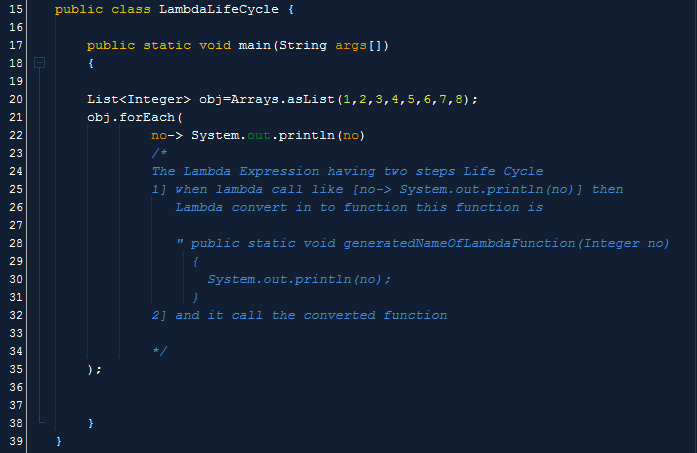 15 public class LambdaLifeCycle {
16
17 public static void main(String args[])
18 {
19
20 List<Integer> obj=Arrays.asList(1,2,3,4,5,6,7,8);
21 obj.forEach(
22 no-> System.out.println(no)
23 /*
24 The Lambda Expression having two steps Life Cycle
25 1] when lambda call like [no-> System.out.println(no)] then
26 Lambda convert in to function this function is
27
28 " public static void generatedNameOfLambdaFunction(Integer no)
29 {
30 System.out.println(no);
31 }
32 2] and it call the converted function
33
34 */
35 );
36
37
38 }
39 }